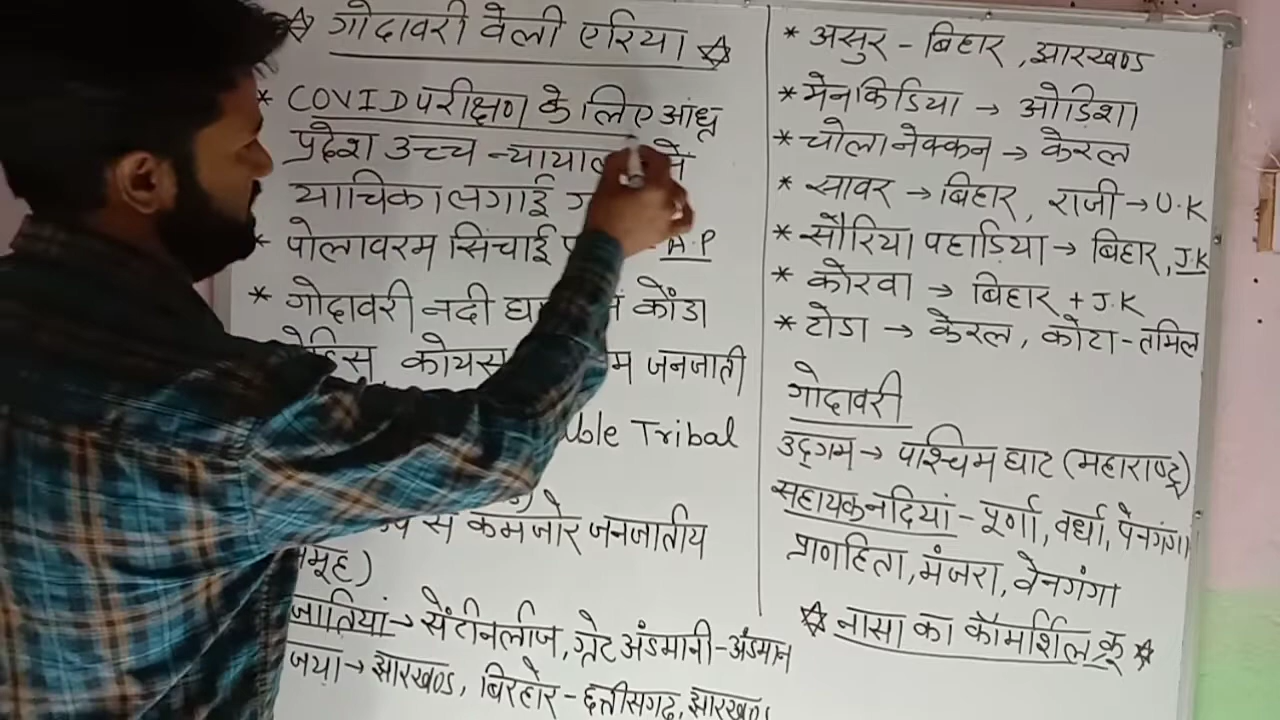 ☆ गोदावरी वेली एरिया ☆
* COVID परीक्षण के लिए आंध्र
प्रदेश उच्च न्यायाल में
याचिका लगाई
* पोलावरम सिंचाई A.P
* गोदावरी नदी कोंडा
कोयस जनजाती
Tribal
से कमजोर जनजातीय
समूह)
जातियां → सेंटीनलीज, ग्रेट अंडमानी - अंडमान
→ झारखण्ड, बिरहोर - छत्तीसगढ़, झारखण्ड
* असुर - बिहार, झारखण्ड
* मेनकिडिया → ओडिशा
* चोलानेक्कन → केरल
* सावर → बिहार, राजी → U.K
* सौरिया पहाड़िया → बिहार, J.K
* कोरवा → बिहार + J.K
* टोडा → केरल, कोटा - तमिल
गोदावरी
उद्गम → पश्चिम घाट (महाराष्ट्र)
सहायक नदियां - पूर्णा, वर्धा, पेनगंगा
प्राणहिता, मंजरा, वेनगंगा
☆ नासा का कॉमर्शिल क्रू ☆